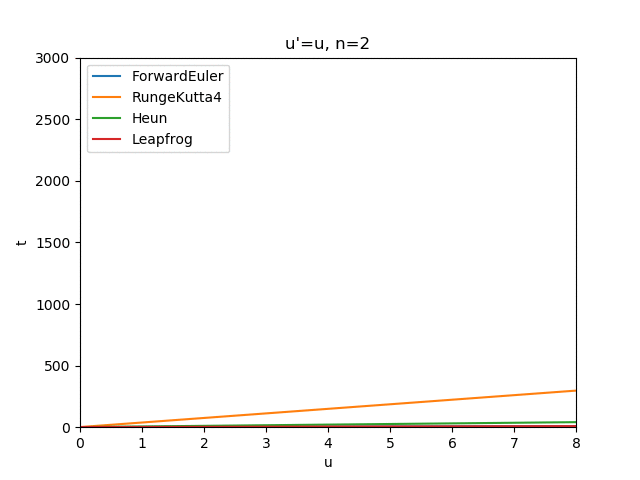 u'=u, n=2
3000
2500
2000
1500
1000
500
0
t
ForwardEuler
RungeKutta4
Heun
Leapfrog
0 1 2 3 4 5 6 7 8
u